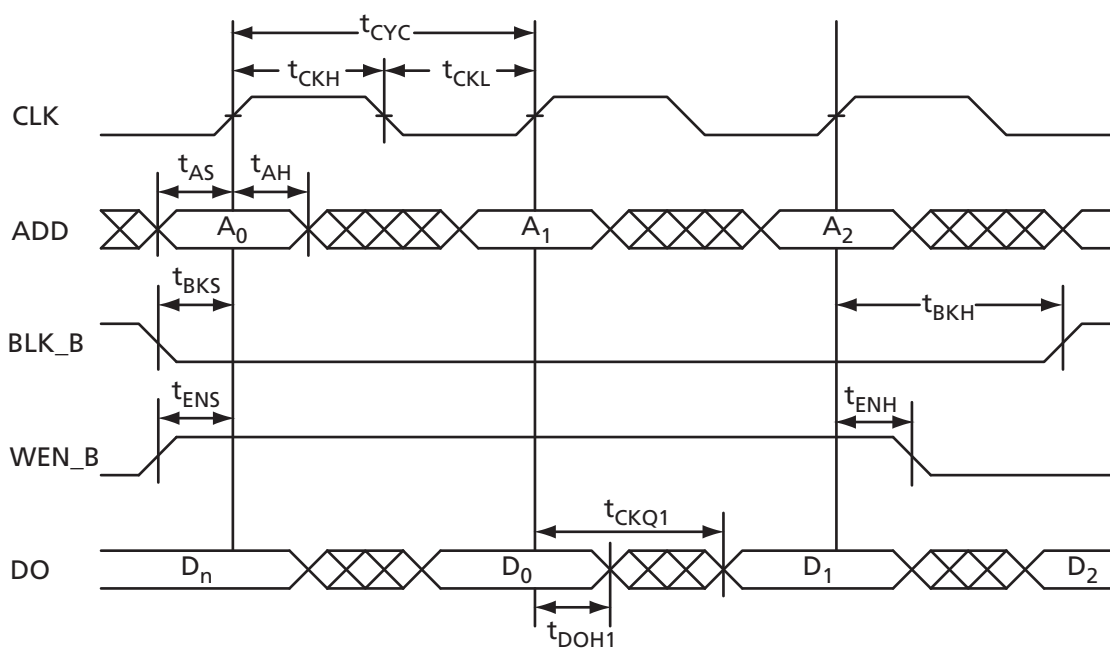 tCYC
tCKH tCKL
CLK
tAS tAH
ADD A0 A1 A2
tBKS tBKH
BLK_B
tENS tENH
WEN_B
tCKQ1
DO Dn D0 D1 D2
tDOH1